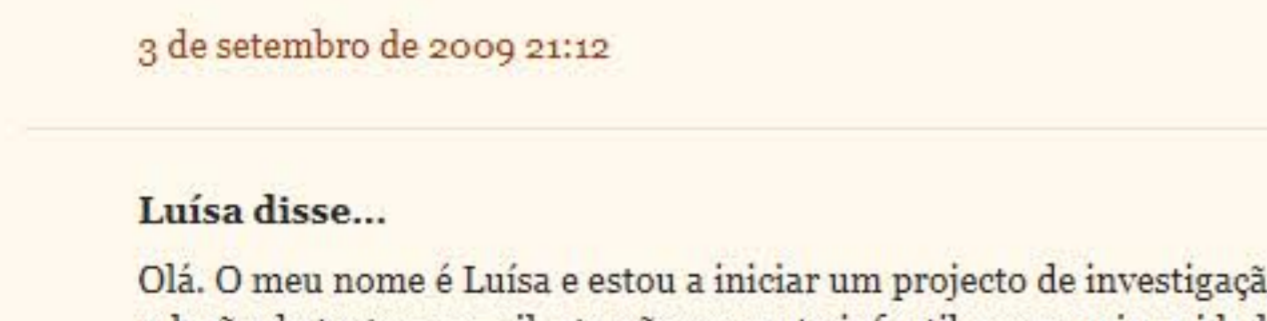 3 de setembro de 2009 21:12
Luísa disse...
Olá. O meu nome é Luísa e estou a iniciar um projecto de investigaçã